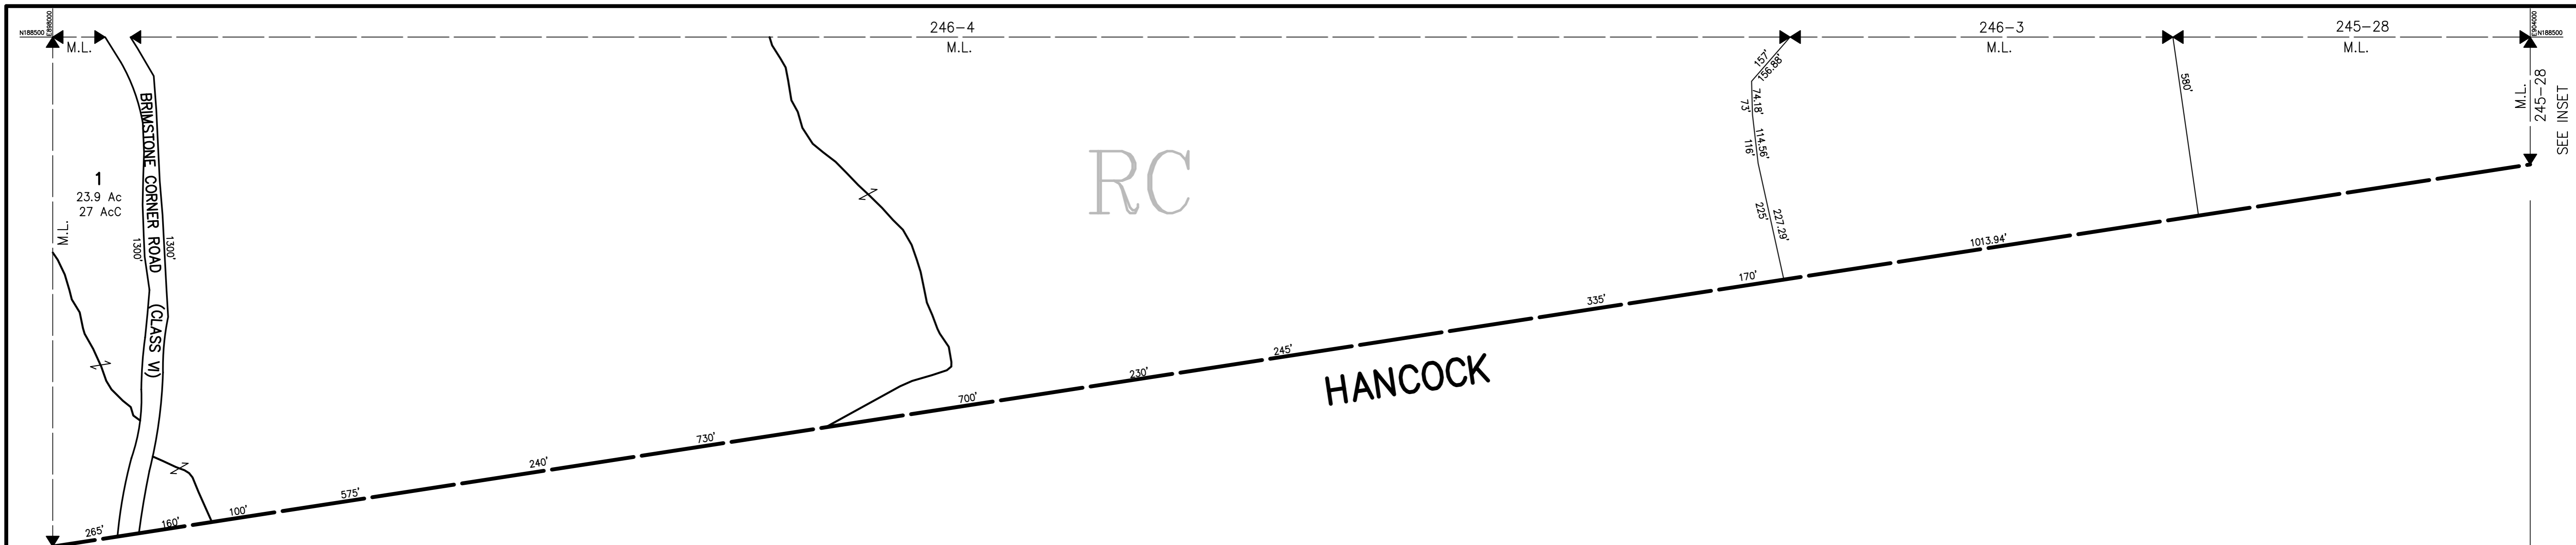 N188500
E898000
246-4
246-3
245-28
E904000
N188500
M.L.
M.L.
M.L.
M.L.
157'
156.88'
580'
M.L.
245-28
SEE INSET
74.18'
73'
114.56'
116'
1
23.9 Ac
27 AcC
BRIMSTONE CORNER ROAD (CLASS VI)
RC
M.L.
1300'
1300'
225'
227.29'
1013.94'
170'
335'
245'
HANCOCK
230'
700'
730'
240'
575'
100'
160'
265'